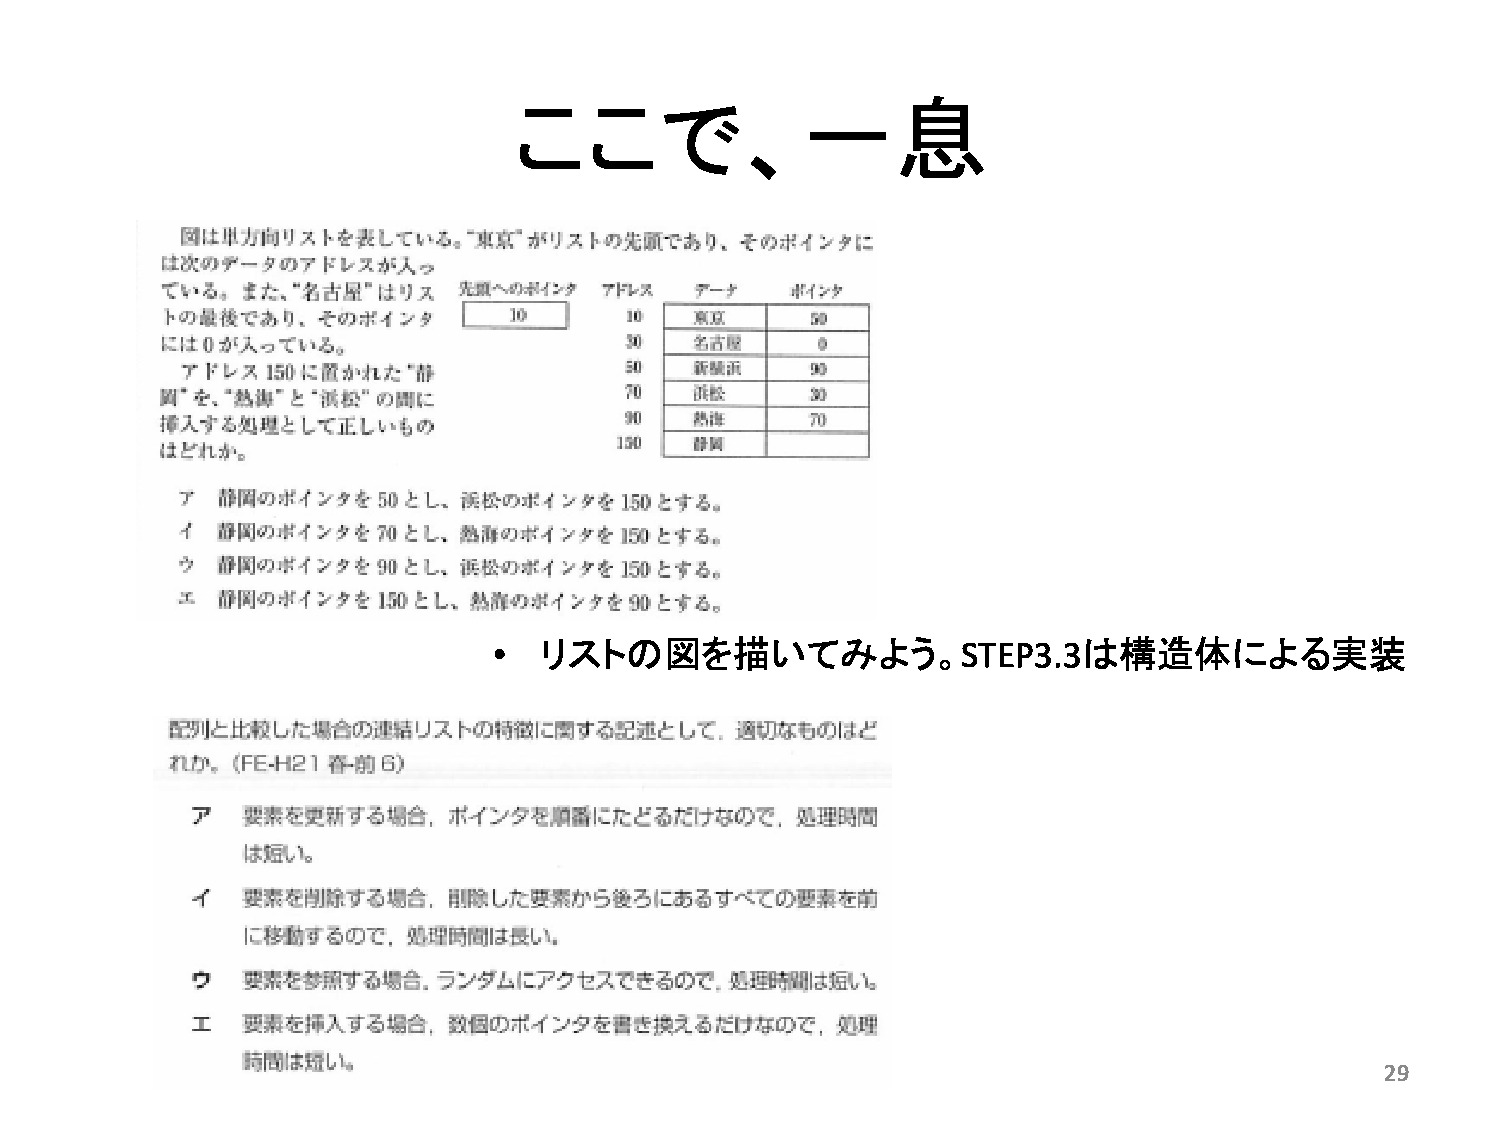 ここで、一息
図は単方向リストを表している。“東京”がリストの先頭であり、そのポインタに
は次のデータのアドレスが入っ
ている。また、“名古屋”はリス
トの最後であり、そのポインタ
には0が入っている。
アドレス150に置かれた“静
岡”を、“熱海”と“浜松”の間に
挿入する処理として正しいもの
はどれか。
先頭へのポインタ アドレス データ ポインタ
10 10 東京 50
30 名古屋 0
50 新横浜 90
70 浜松 30
90 熱海 70
150 静岡
ア 静岡のポインタを50とし、浜松のポインタを150とする。
イ 静岡のポインタを70とし、熱海のポインタを150とする。
ウ 静岡のポインタを90とし、浜松のポインタを150とする。
エ 静岡のポインタを150とし、熱海のポインタを90とする。
• リストの図を描いてみよう。STEP3.3は構造体による実装
配列と比較した場合の連結リストの特徴に関する記述として，適切なものはど
れか。（FE-H21 春-前6）
ア 要素を更新する場合，ポインタを順番にたどるだけなので，処理時間
は短い。
イ 要素を削除する場合，削除した要素から後ろにあるすべての要素を前
に移動するので，処理時間は長い。
ウ 要素を参照する場合，ランダムにアクセスできるので，処理時間は短い。
エ 要素を挿入する場合，数個のポインタを書き換えるだけなので，処理
時間は短い。
29